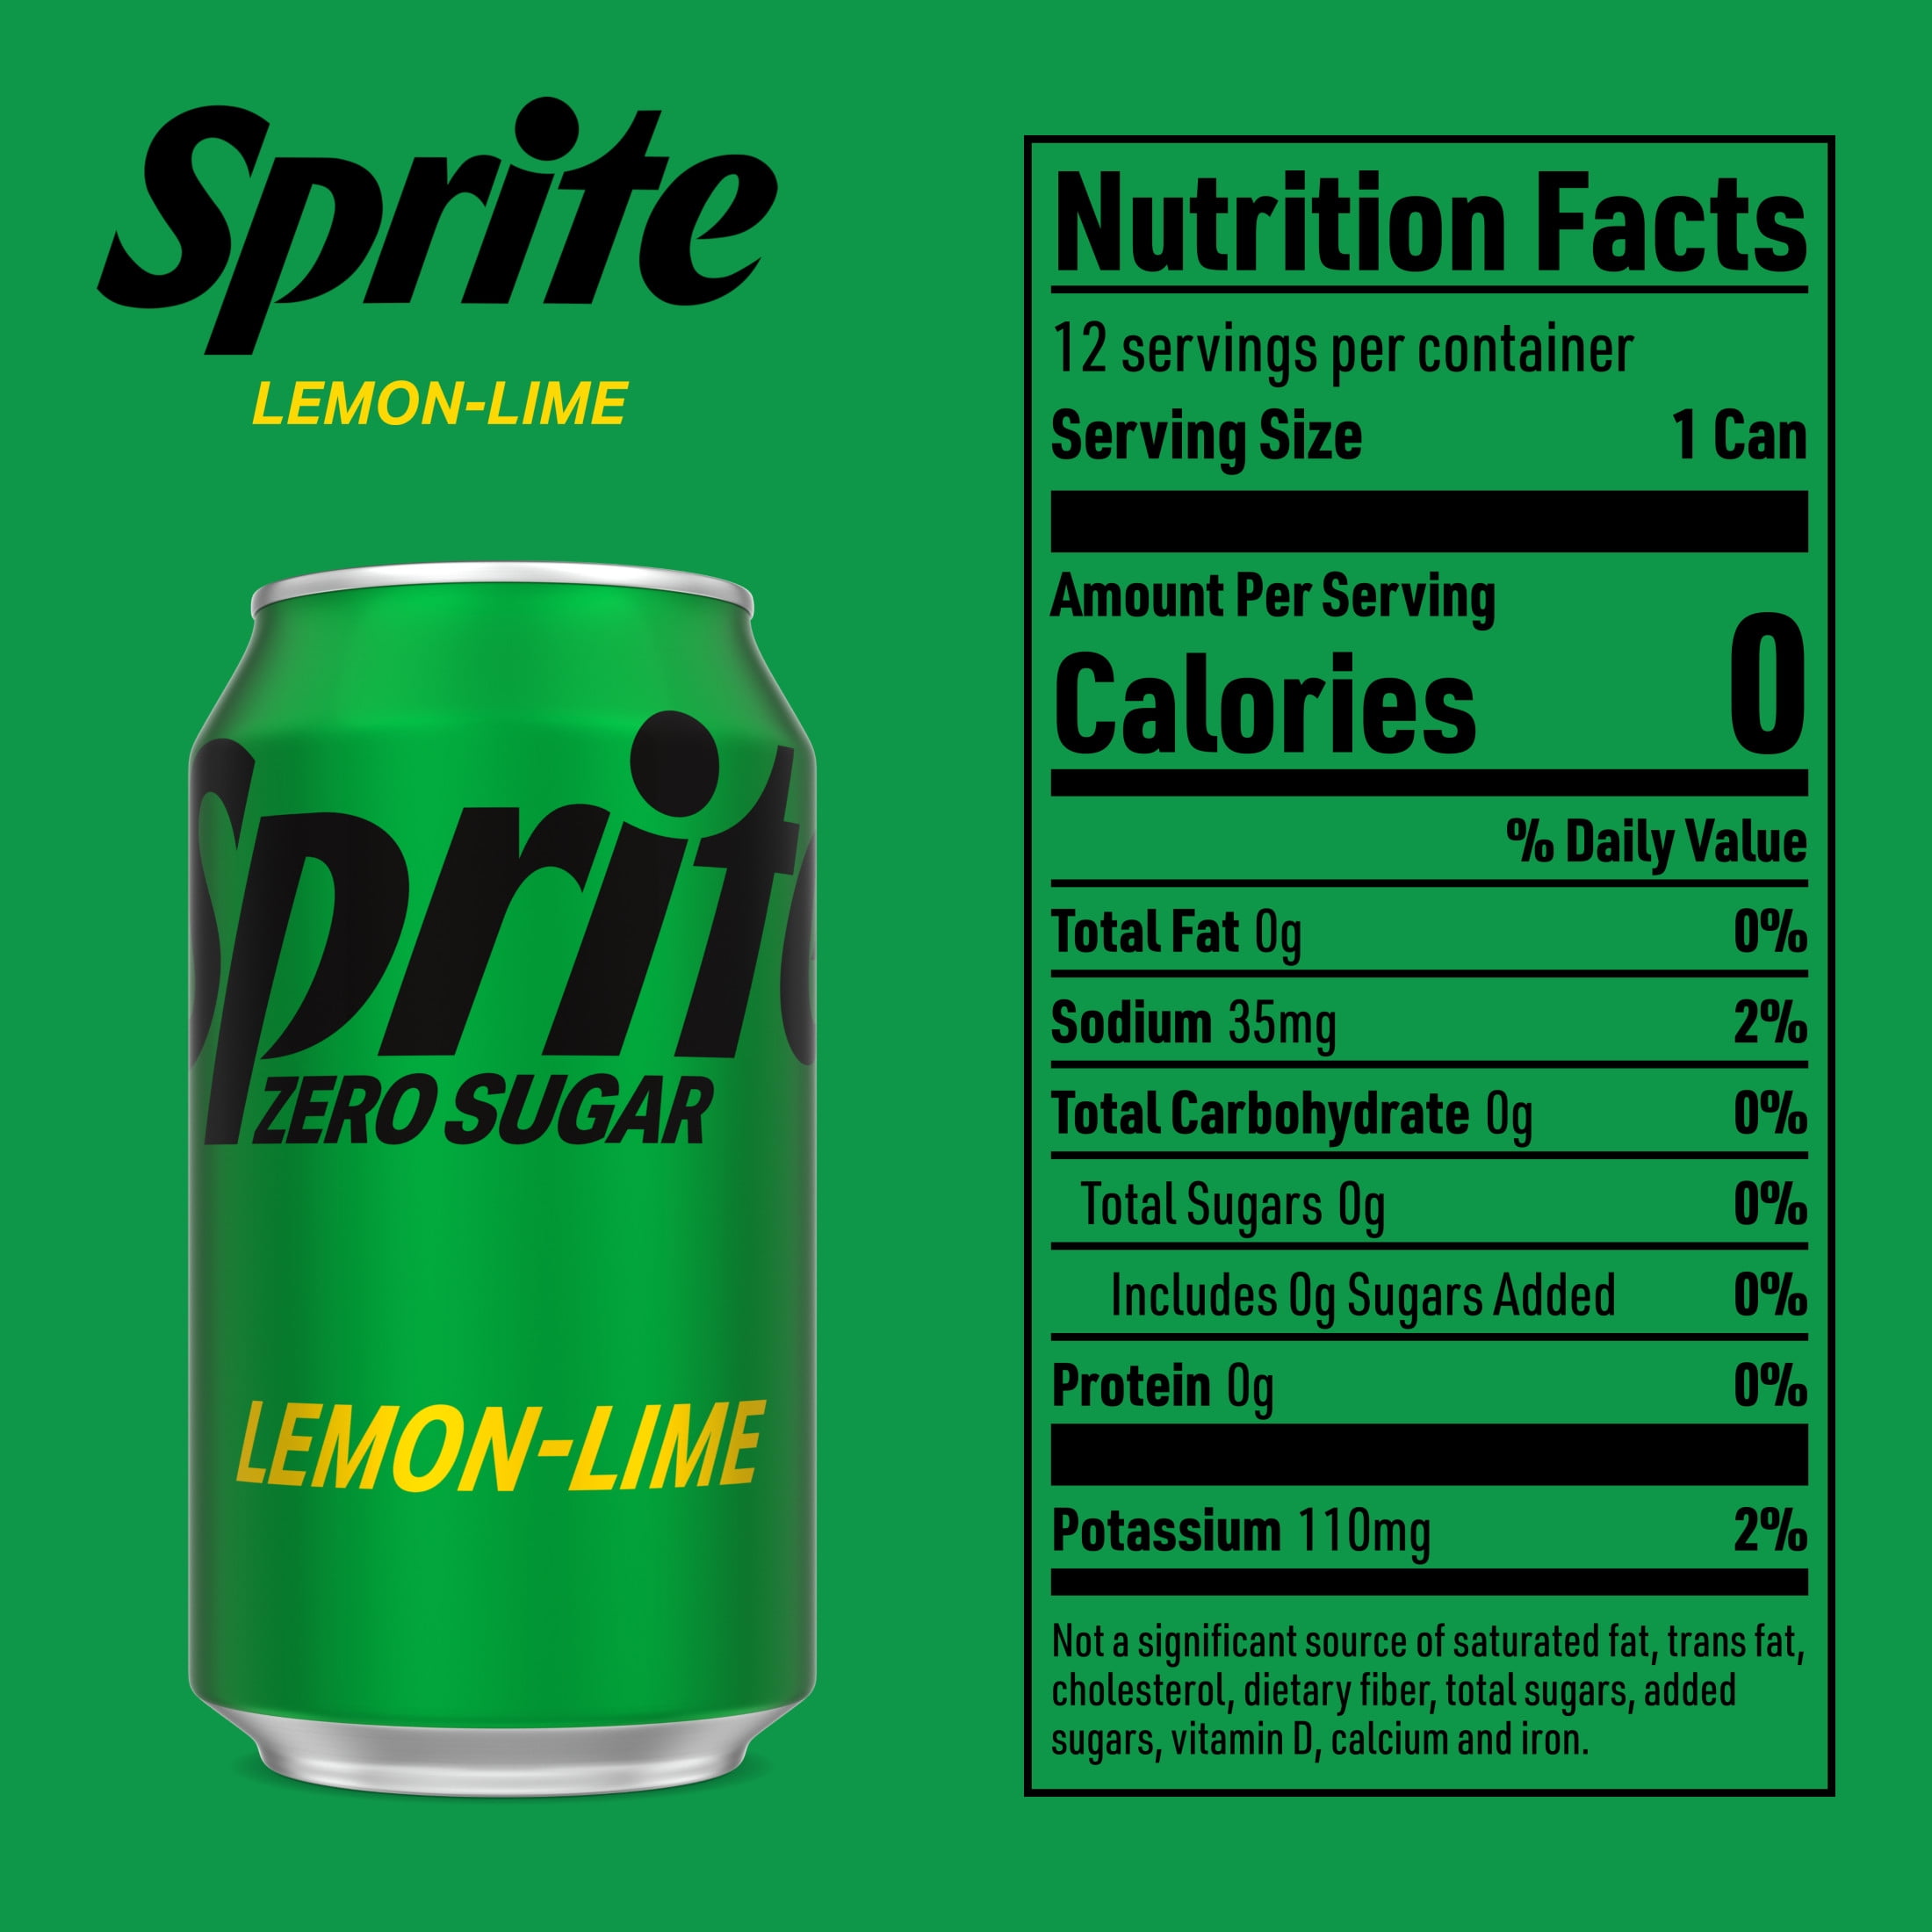 Sprite
LEMON-LIME
Sprite
ZERO SUGAR
LEMON-LIME
Nutrition Facts
12 servings per container
Serving Size 1 Can
Amount Per Serving
Calories 0
% Daily Value
Total Fat 0g 0%
Sodium 35mg 2%
Total Carbohydrate 0g 0%
Total Sugars 0g 0%
Includes 0g Sugars Added 0%
Protein 0g 0%
Potassium 110mg 2%
Not a significant source of saturated fat, trans fat,
cholesterol, dietary fiber, total sugars, added
sugars, vitamin D, calcium and iron.